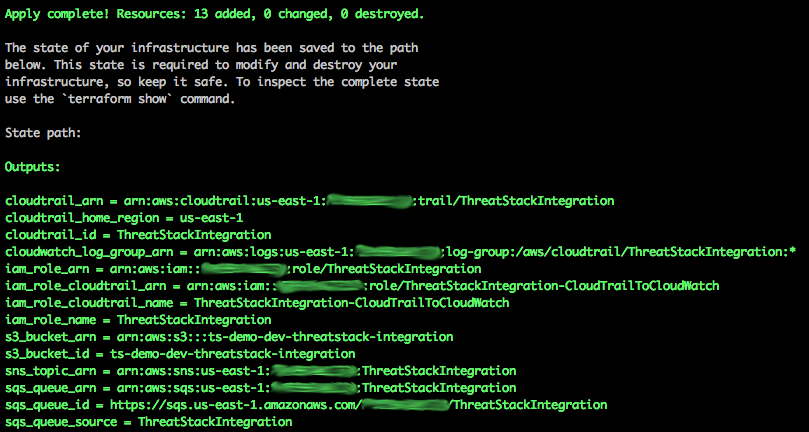 Apply complete! Resources: 13 added, 0 changed, 0 destroyed.
The state of your infrastructure has been saved to the path
below. This state is required to modify and destroy your
infrastructure, so keep it safe. To inspect the complete state
use the `terraform show` command.
State path:
Outputs:
cloudtrail_arn = arn:aws:cloudtrail:us-east-1: :trail/ThreatStackIntegration
cloudtrail_home_region = us-east-1
cloudtrail_id = ThreatStackIntegration
cloudwatch_log_group_arn = arn:aws:logs:us-east-1: :log-group:/aws/cloudtrail/ThreatStackIntegration:*
iam_role_arn = arn:aws:iam:: :role/ThreatStackIntegration
iam_role_cloudtrail_arn = arn:aws:iam:: :role/ThreatStackIntegration-CloudTrailToCloudWatch
iam_role_cloudtrail_name = ThreatStackIntegration-CloudTrailToCloudWatch
iam_role_name = ThreatStackIntegration
s3_bucket_arn = arn:aws:s3:::ts-demo-dev-threatstack-integration
s3_bucket_id = ts-demo-dev-threatstack-integration
sns_topic_arn = arn:aws:sns:us-east-1: :ThreatStackIntegration
sqs_queue_arn = arn:aws:sqs:us-east-1: :ThreatStackIntegration
sqs_queue_id = https://sqs.us-east-1.amazonaws.com/ /ThreatStackIntegration
sqs_queue_source = ThreatStackIntegration